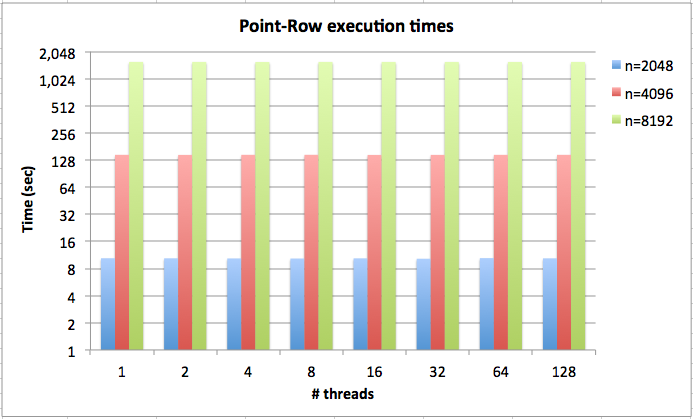 Point-Row execution times
2,048
1,024
512
256
128
64
32
16
8
4
2
1
Time (sec)
1 2 4 8 16 32 64 128
# threads
n=2048
n=4096
n=8192